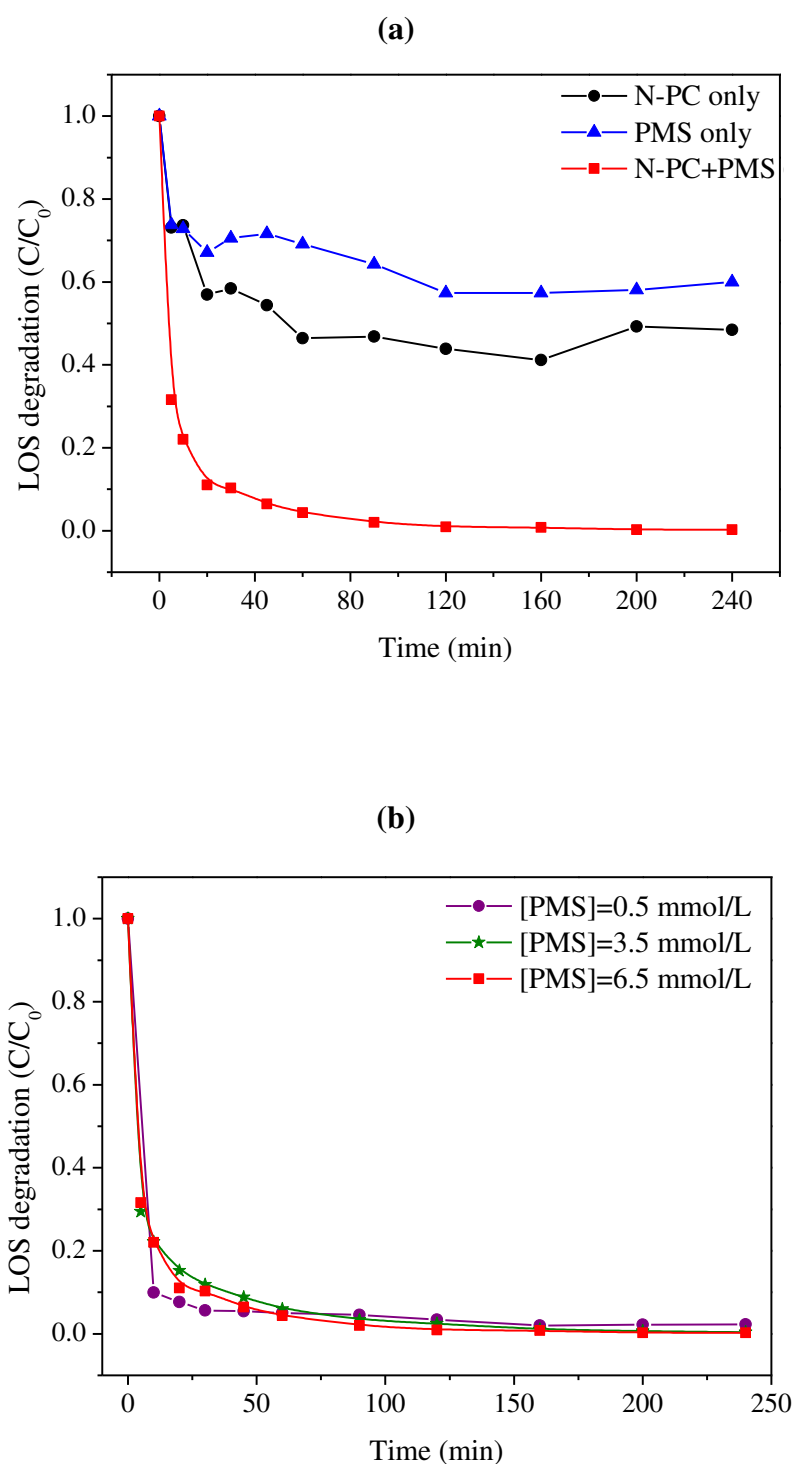 (a)
N-PC only
PMS only
N-PC+PMS
1.0
0.8
0.6
0.4
0.2
0.0
LOS degradation (C/C0)
0 40 80 120 160 200 240
Time (min)
(b)
[PMS]=0.5 mmol/L
[PMS]=3.5 mmol/L
[PMS]=6.5 mmol/L
1.0
0.8
0.6
0.4
0.2
0.0
LOS degradation (C/C0)
0 50 100 150 200 250
Time (min)